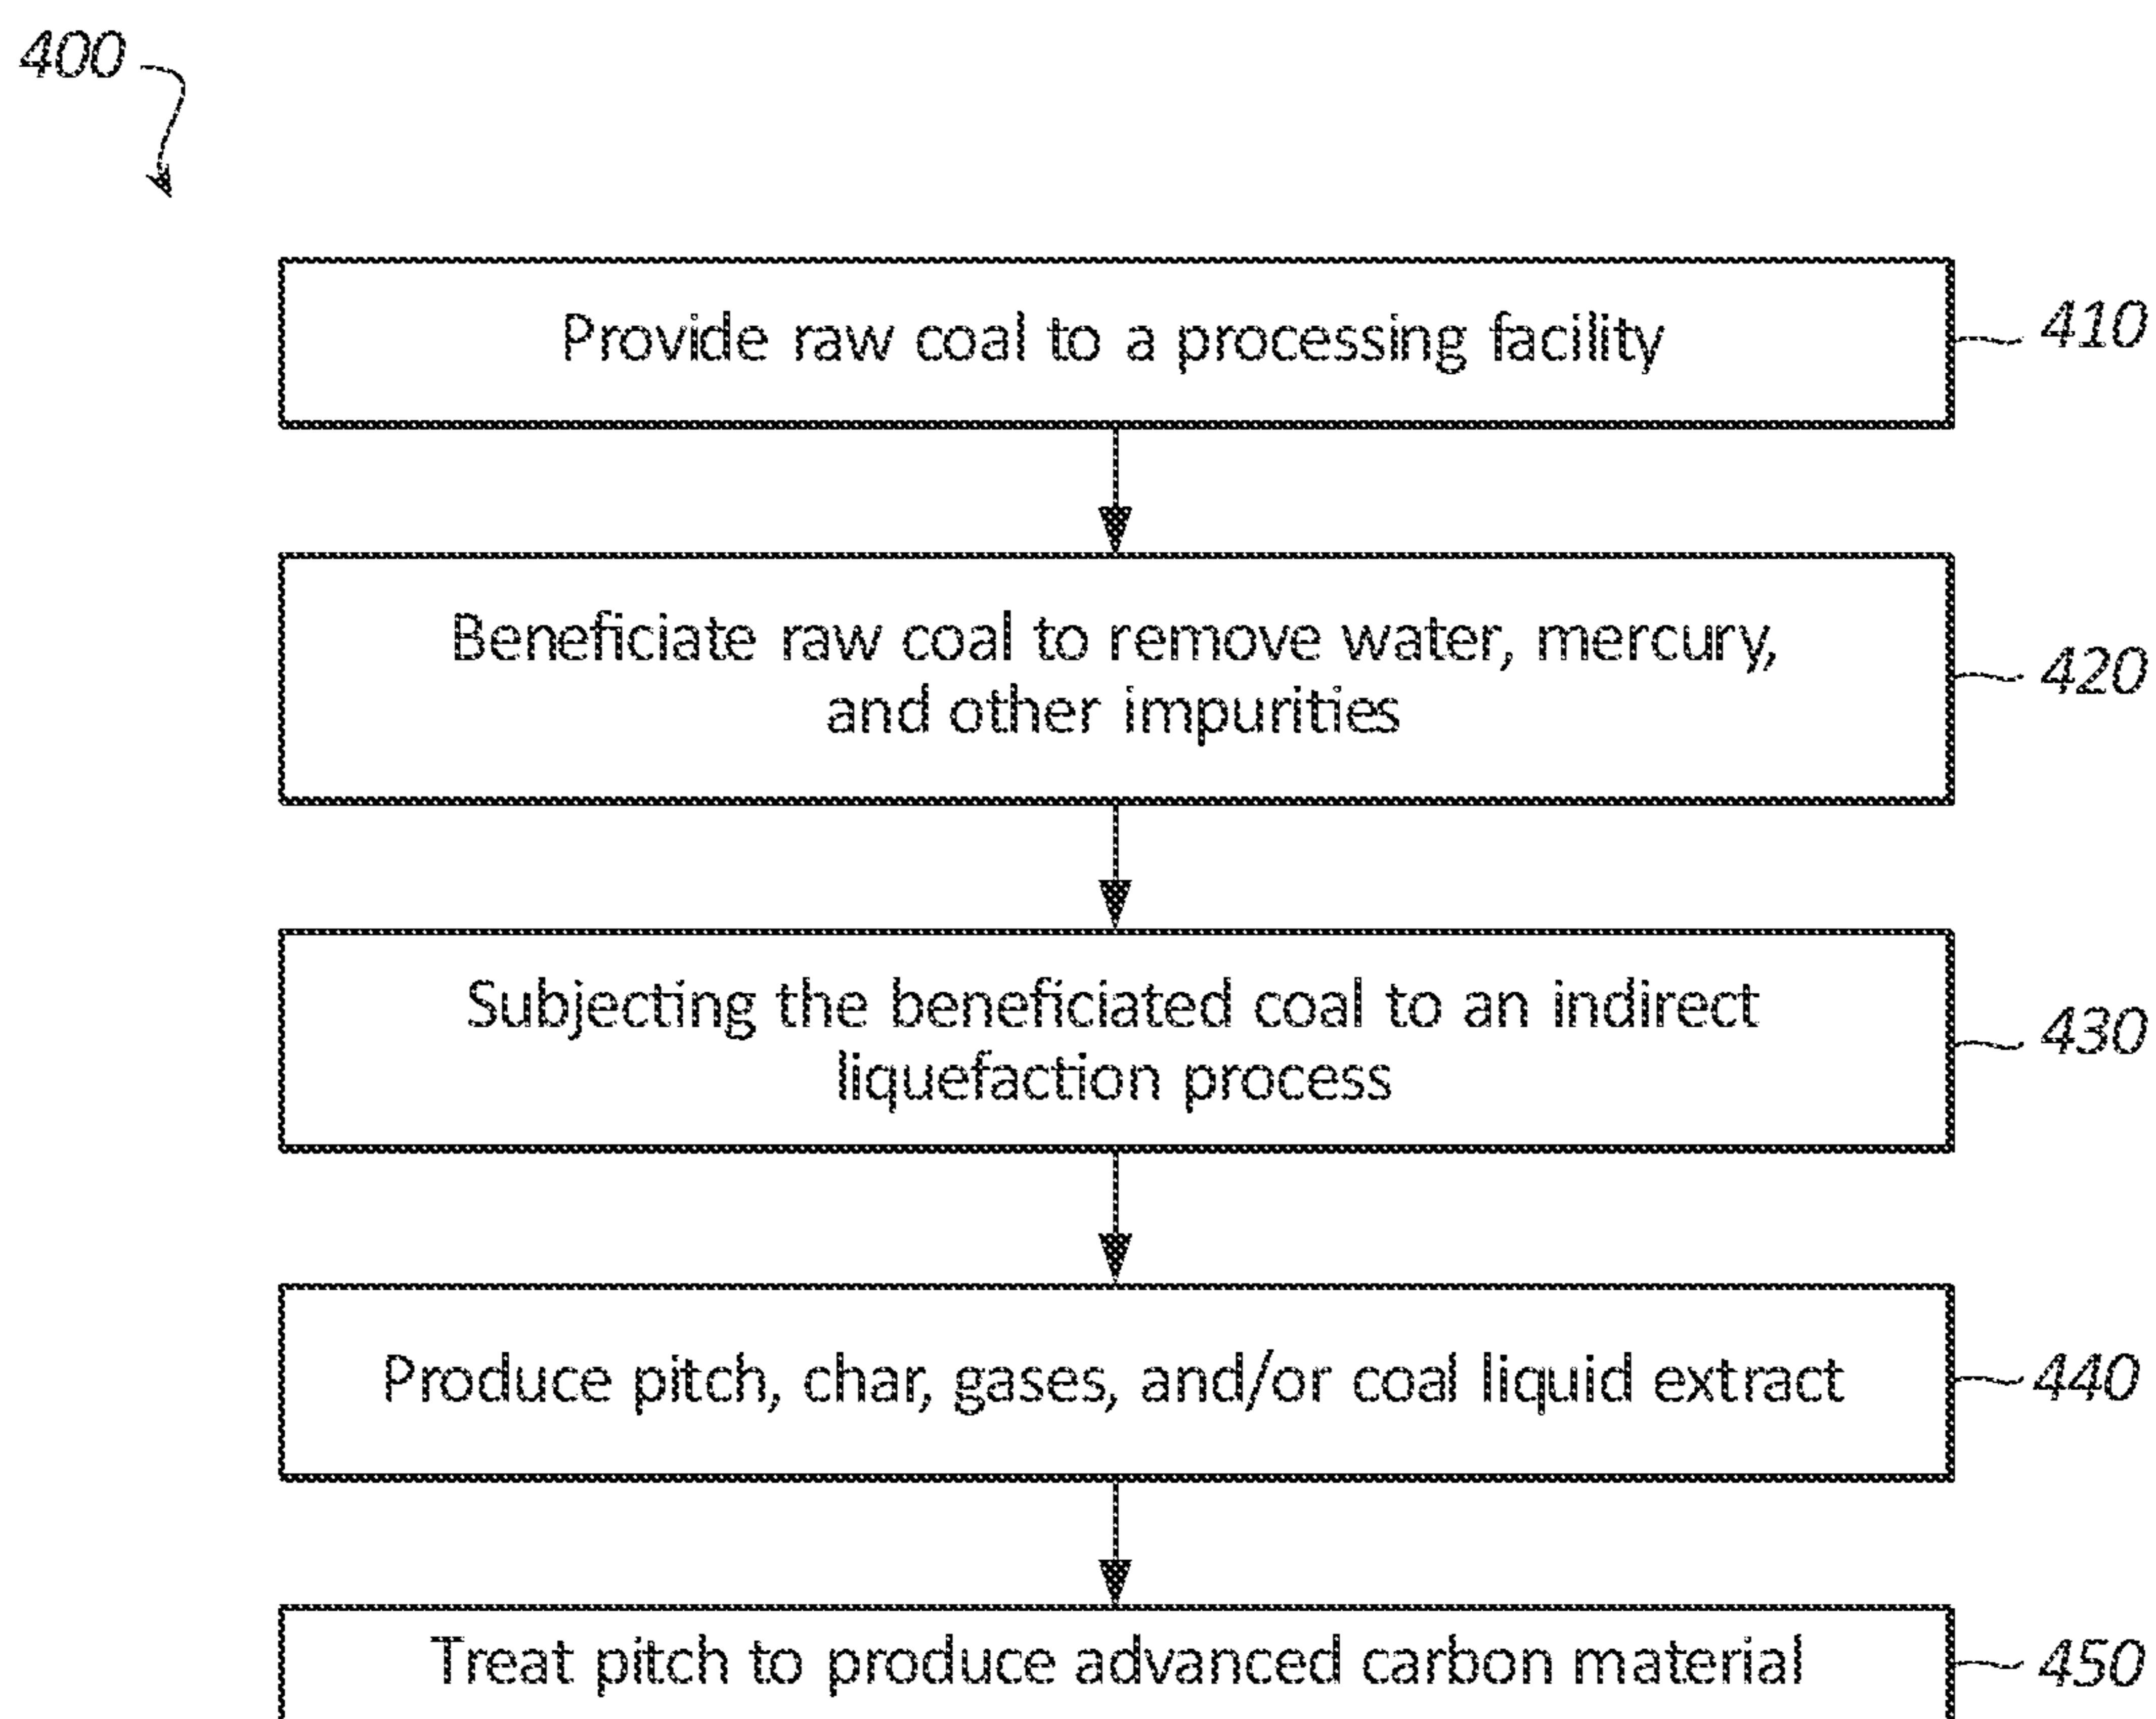 400
Provide raw coal to a processing facility
410
Beneficiate raw coal to remove water, mercury,
and other impurities
420
Subjecting the beneficiated coal to an indirect
liquefaction process
430
Produce pitch, char, gases, and/or coal liquid extract
440
Treat pitch to produce advanced carbon material
450